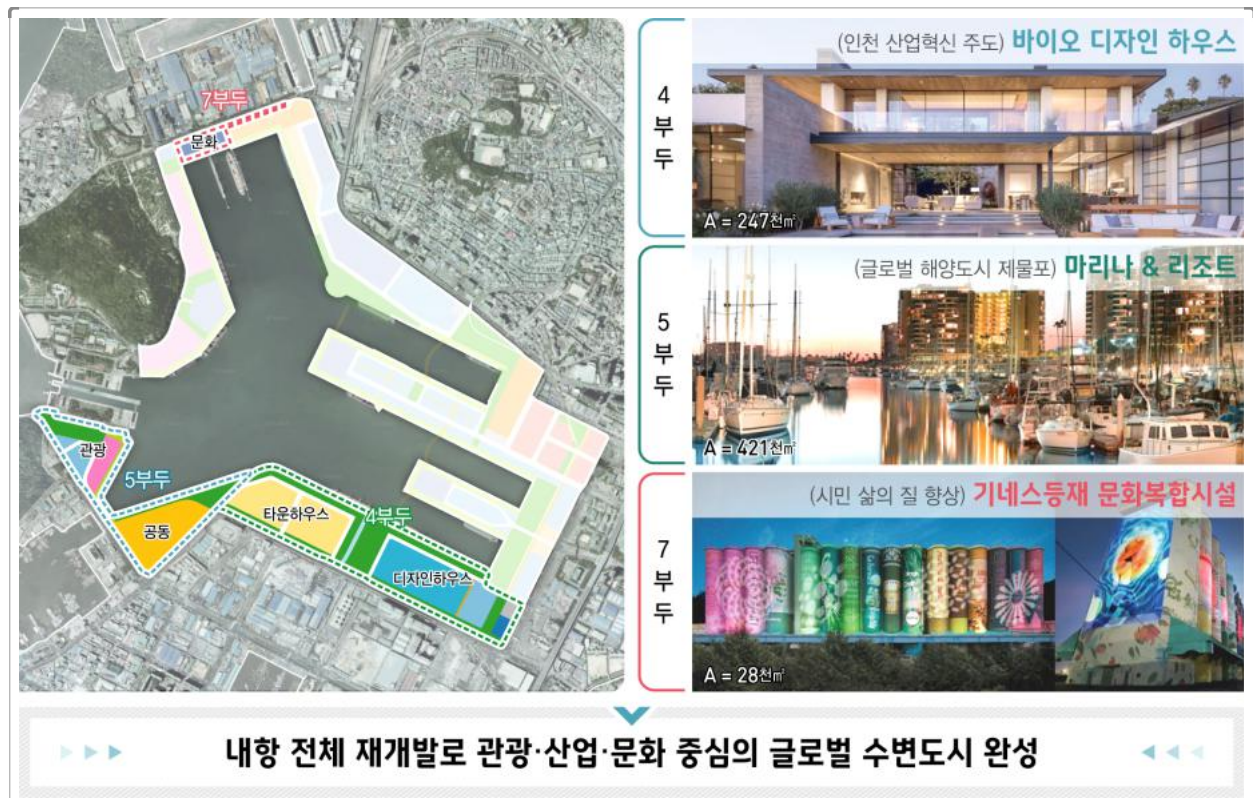 7부두
문화
관광
5부두
공동
타운하우스
4부두
디자인하우스
4부두
(인천 산업혁신 주도) 바이오 디자인 하우스
A = 247천㎡
5부두
(글로벌 해양도시 제물포) 마리나 & 리조트
A = 421천㎡
7부두
(시민 삶의 질 향상) 기네스등재 문화복합시설
A = 28천㎡
내항 전체 재개발로 관광·산업·문화 중심의 글로벌 수변도시 완성